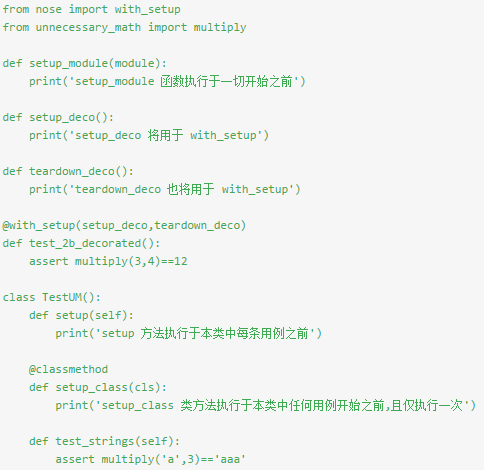 from nose import with_setup
from unnecessary_math import multiply

def setup_module(module):
    print('setup_module 函数执行于一切开始之前')

def setup_deco():
    print('setup_deco 将用于 with_setup')

def teardown_deco():
    print('teardown_deco 也将用于 with_setup')

@with_setup(setup_deco,teardown_deco)
def test_2b_decorated():
    assert multiply(3,4)==12

class TestUM():
    def setup(self):
        print('setup 方法执行于本类中每条用例之前')

    @classmethod
    def setup_class(cls):
        print('setup_class 类方法执行于本类中任何用例开始之前,且仅执行一次')

    def test_strings(self):
        assert multiply('a',3)=='aaa'